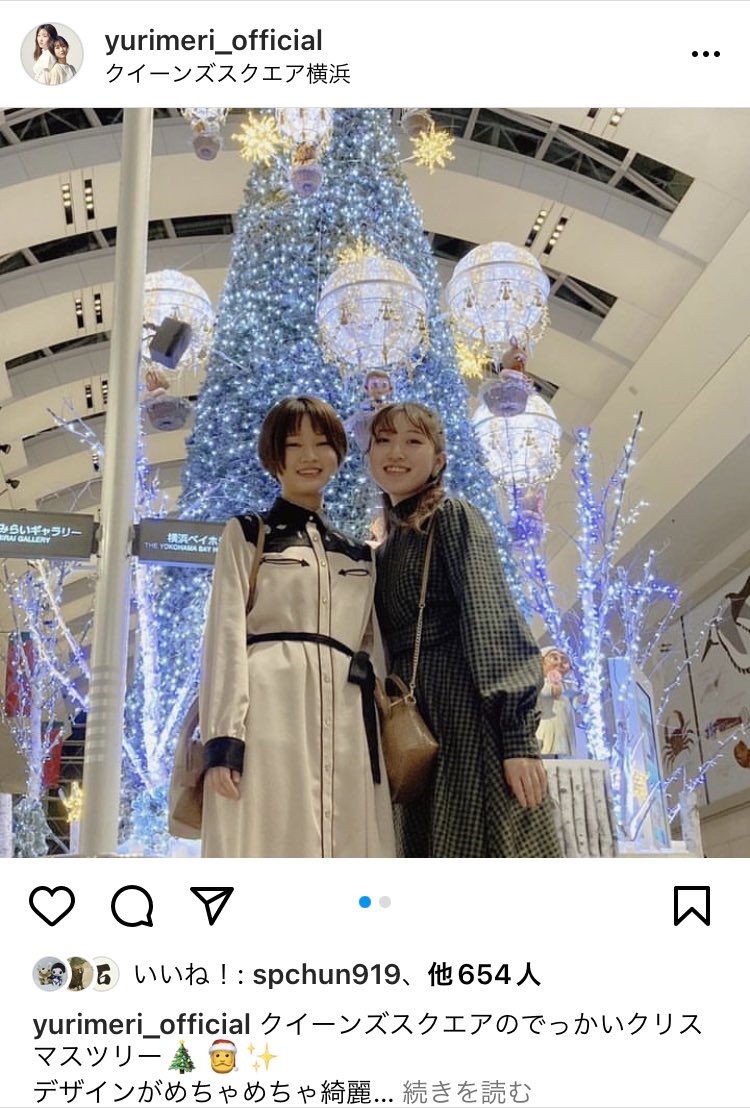 yurimeri_official
クイーンズスクエア横浜
みらいギャラリー
IRAI GALLERY
横浜ベイホ
THE YOKOHAMA BAY H
いいね！: spchun919、他654人
yurimeri_official クイーンズスクエアのでっかいクリス
マスツリー🎄🎅✨
デザインがめちゃめちゃ綺麗... 続きを読む